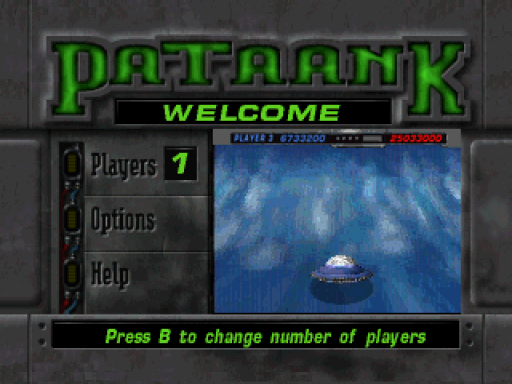 PATAANK
WELCOME
PLAYER 3 6733200 25033000
Players 1
Options
Help
Press B to change number of players